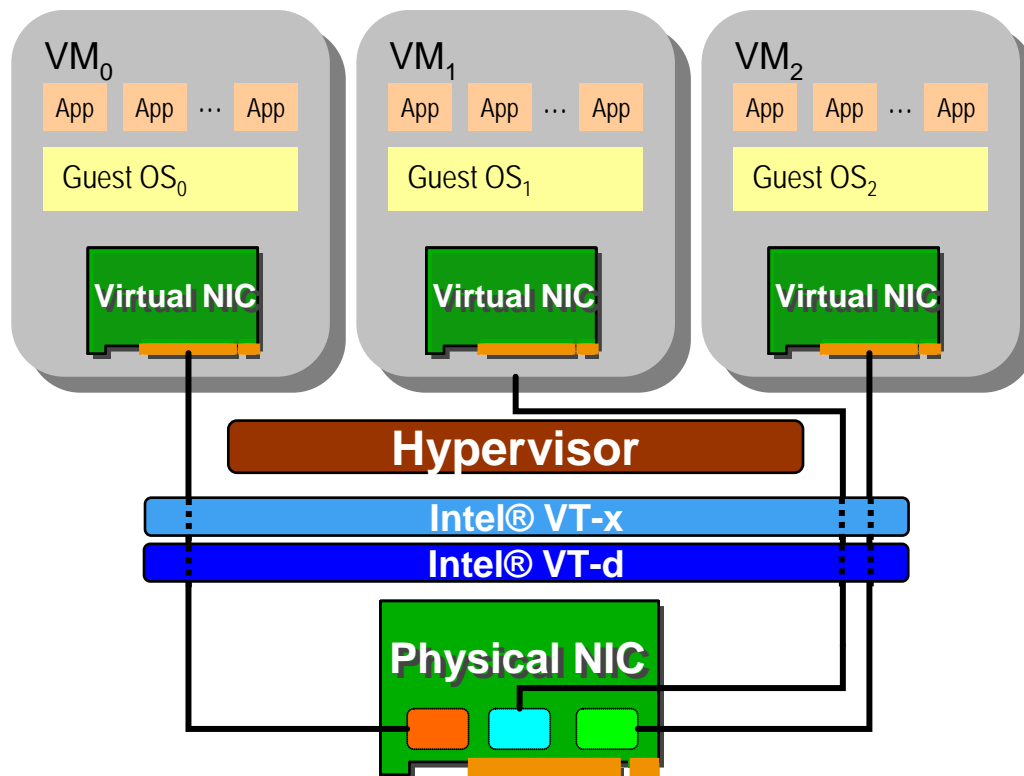 VM₀ VM₁ VM₂
App App ... App App App ... App App App ... App
Guest OS₀ Guest OS₁ Guest OS₂
Virtual NIC Virtual NIC Virtual NIC
Hypervisor
Intel® VT-x
Intel® VT-d
Physical NIC